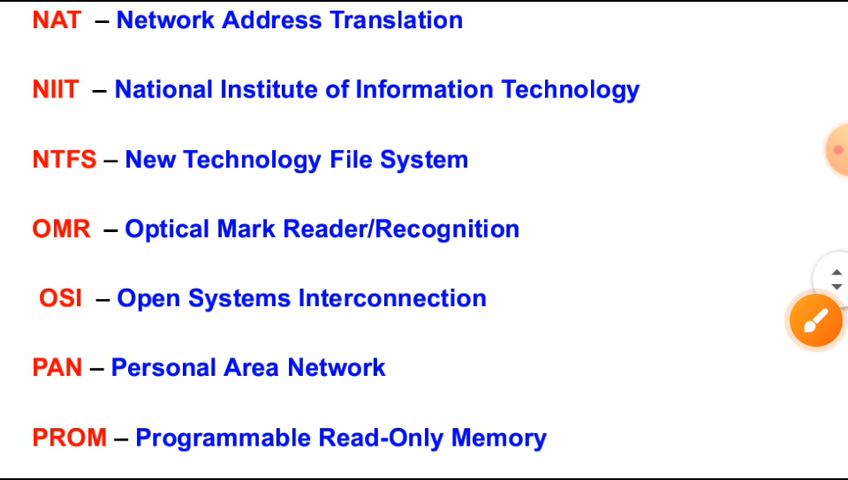 NAT – Network Address Translation
NIIT – National Institute of Information Technology
NTFS – New Technology File System
OMR – Optical Mark Reader/Recognition
OSI – Open Systems Interconnection
PAN – Personal Area Network
PROM – Programmable Read-Only Memory